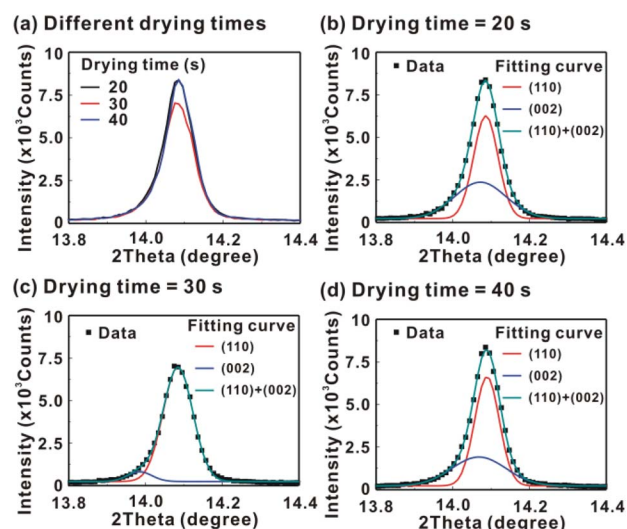 (a) Different drying times
10
7.5
5.0
2.5
0
Intensity (x10³Counts)
Drying time (s)
20
30
40
13.8 14.0 14.2 14.4
2Theta (degree)
(b) Drying time = 20 s
10
7.5
5.0
2.5
0
Intensity (x10³Counts)
Data
Fitting curve
(110)
(002)
(110)+(002)
13.8 14.0 14.2 14.4
2Theta (degree)
(c) Drying time = 30 s
10
7.5
5.0
2.5
0
Intensity (x10³Counts)
Data
Fitting curve
(110)
(002)
(110)+(002)
13.8 14.0 14.2 14.4
2Theta (degree)
(d) Drying time = 40 s
10
7.5
5.0
2.5
0
Intensity (x10³Counts)
Data
Fitting curve
(110)
(002)
(110)+(002)
13.8 14.0 14.2 14.4
2Theta (degree)